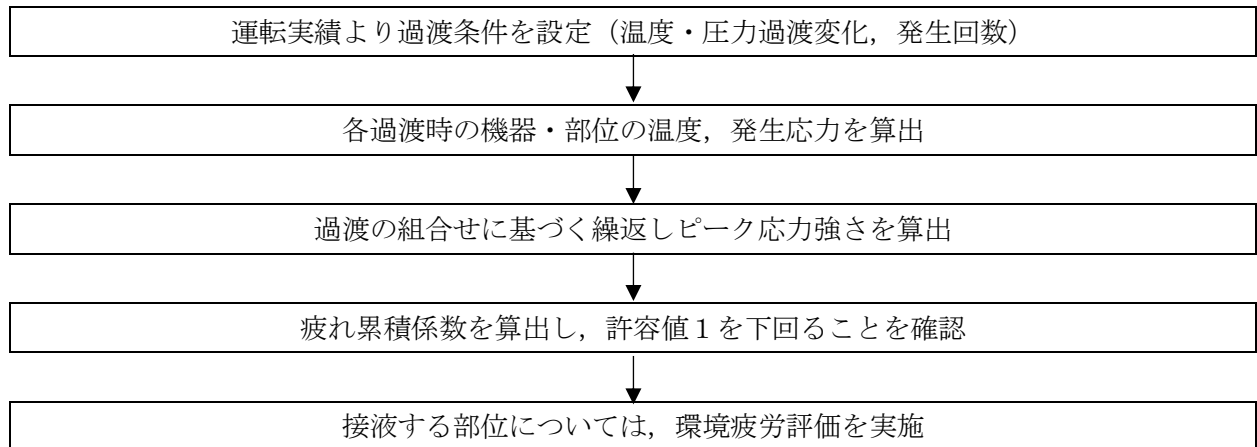 運転実績より過渡条件を設定（温度・圧力過渡変化，発生回数）
各過渡時の機器・部位の温度，発生応力を算出
過渡の組合せに基づく繰返しピーク応力強さを算出
疲れ累積係数を算出し，許容値１を下回ることを確認
接液する部位については，環境疲労評価を実施